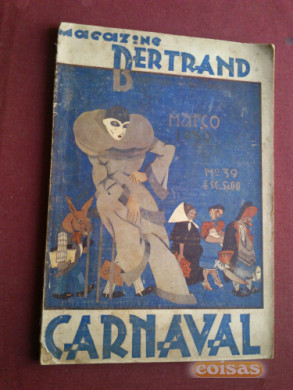 magazine
BERTRAND
MARÇO
Nº 39
CARNAVAL
coisas